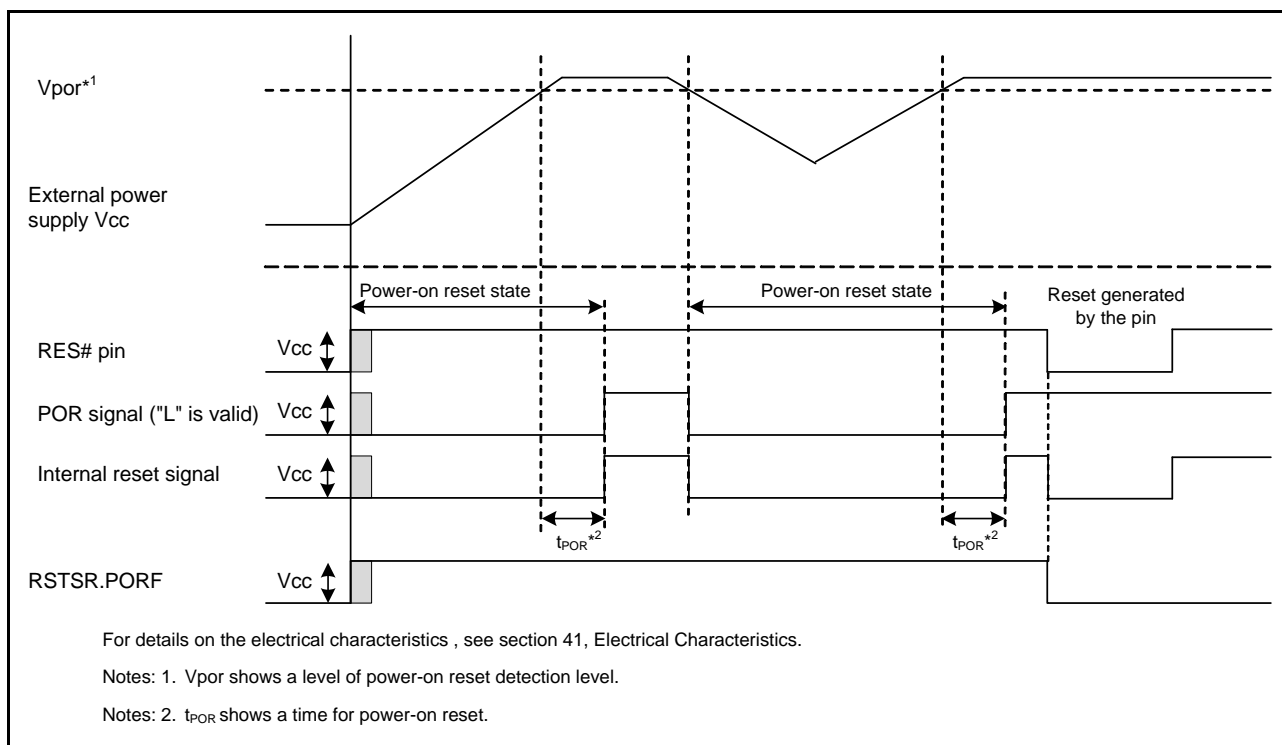 Vpor*1
External power
supply Vcc
Power-on reset state
Power-on reset state
Reset generated
by the pin
RES# pin
Vcc
POR signal ("L" is valid)
Vcc
Internal reset signal
Vcc
tPOR*2
tPOR*2
RSTSR.PORF
Vcc
For details on the electrical characteristics , see section 41, Electrical Characteristics.
Notes: 1. Vpor shows a level of power-on reset detection level.
Notes: 2. tPOR shows a time for power-on reset.